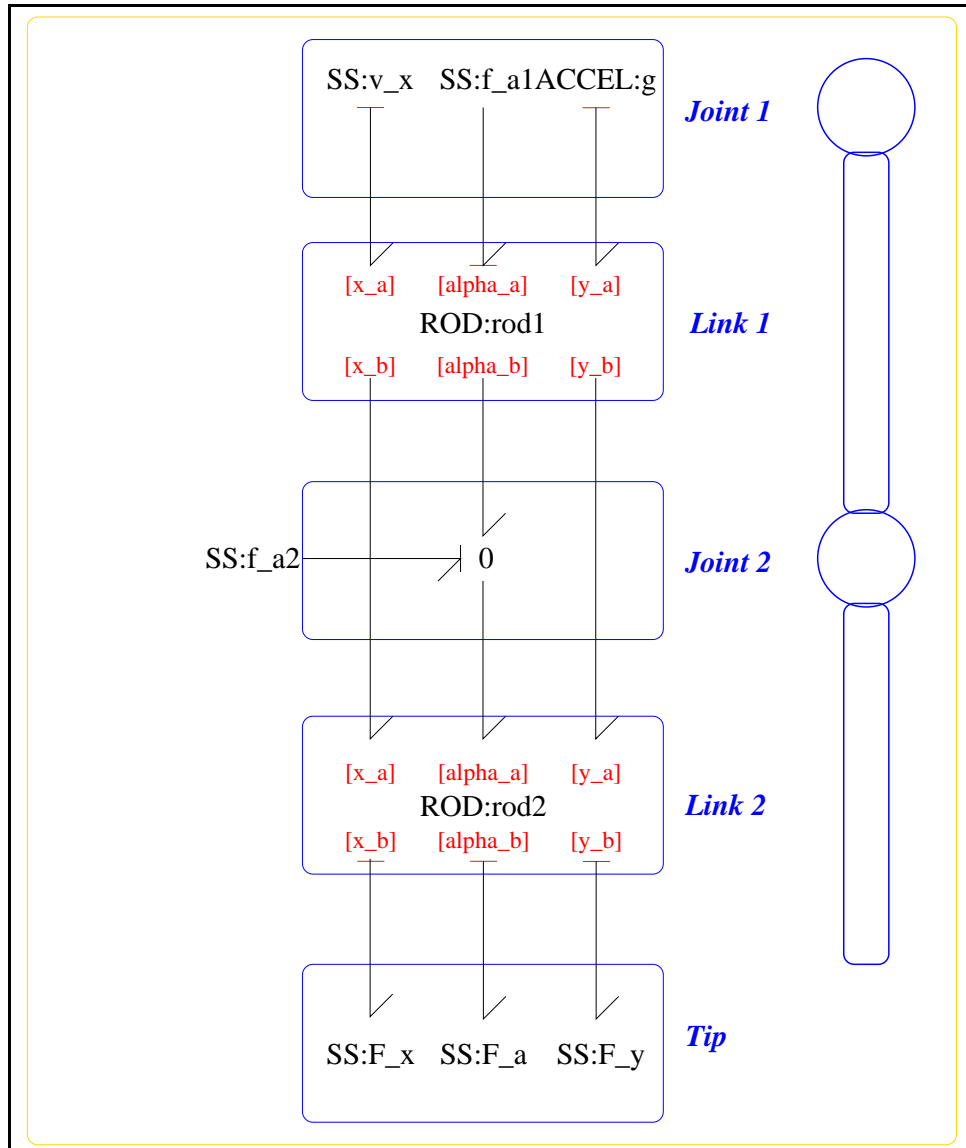 SS:v_x SS:f_a1ACCEL:g
Joint 1
[x_a] [alpha_a] [y_a]
ROD:rod1
Link 1
[x_b] [alpha_b] [y_b]
SS:f_a2 0
Joint 2
[x_a] [alpha_a] [y_a]
ROD:rod2
Link 2
[x_b] [alpha_b] [y_b]
Tip
SS:F_x SS:F_a SS:F_y